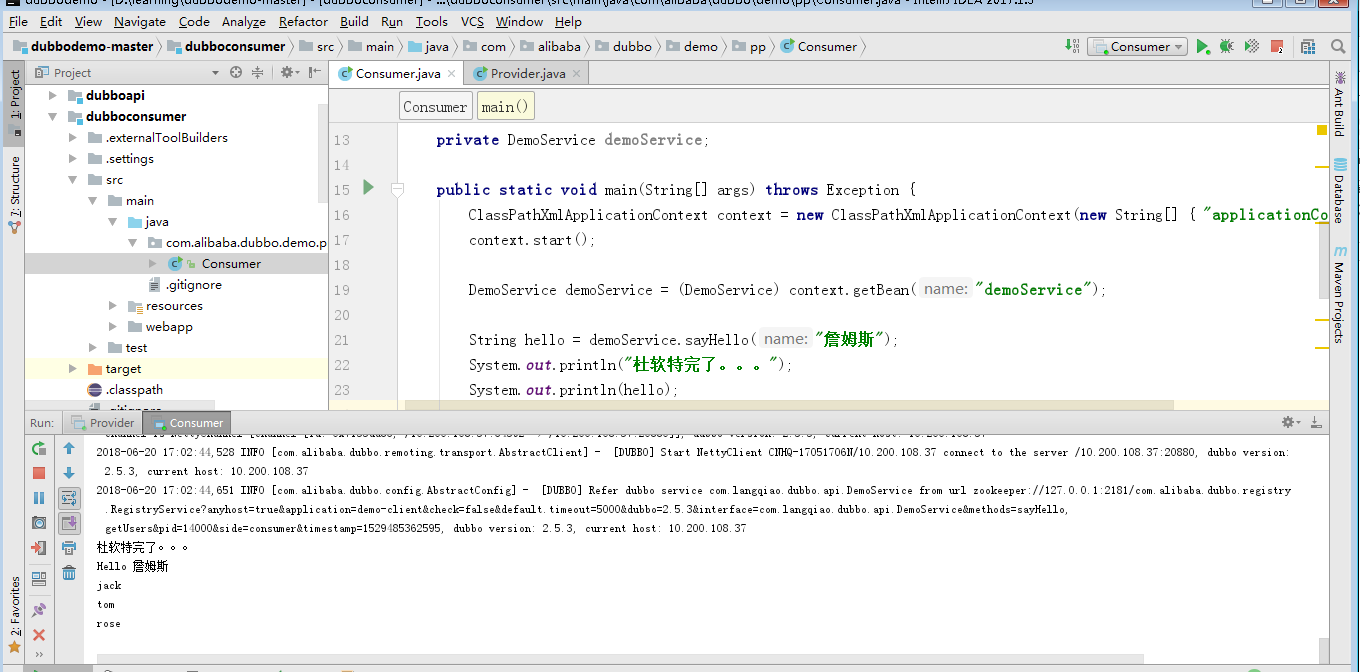 dubbodemo-master] - [dubboconsumer] - ...\dubboconsumer\src\main\java\com\alibaba\dubbo\demo\pp\Consumer.java - IntelliJ IDEA 2017.1.5
File Edit View Navigate Code Analyze Refactor Build Run Tools VCS Window Help
dubbodemo-master dubboconsumer src main java com alibaba dubbo demo pp Consumer Consumer
Project Consumer.java Provider.java
1: Project
7: Structure
2: Favorites
Ant Build
Database
Maven Projects
dubboapi
dubboconsumer
.externalToolBuilders
.settings
src
main
java
com.alibaba.dubbo.demo.p
Consumer
.gitignore
resources
webapp
test
target
.classpath
.gitignore
Consumer main()
13 private DemoService demoService;
14
15 public static void main(String[] args) throws Exception {
16 ClassPathXmlApplicationContext context = new ClassPathXmlApplicationContext(new String[] { "applicationCo
17 context.start();
18
19 DemoService demoService = (DemoService) context.getBean( name: "demoService");
20
21 String hello = demoService.sayHello( name: "詹姆斯");
22 System.out.println("杜软特完了。。。");
23 System.out.println(hello);
Run: Provider Consumer
2018-06-20 17:02:44,528 INFO [com.alibaba.dubbo.remoting.transport.AbstractClient] - [DUBBO] Start NettyClient CNHQ-17051706N/10.200.108.37 connect to the server /10.200.108.37:20880, dubbo version:
2.5.3, current host: 10.200.108.37
2018-06-20 17:02:44,651 INFO [com.alibaba.dubbo.config.AbstractConfig] - [DUBBO] Refer dubbo service com.langqiao.dubbo.api.DemoService from url zookeeper://127.0.0.1:2181/com.alibaba.dubbo.registry
.RegistryService?anyhost=true&application=demo-client&check=false&default.timeout=5000&dubbo=2.5.3&interface=com.langqiao.dubbo.api.DemoService&methods=sayHello,
getUsers&pid=14000&side=consumer&timestamp=1529485362595, dubbo version: 2.5.3, current host: 10.200.108.37
杜软特完了。。。
Hello 詹姆斯
jack
tom
rose